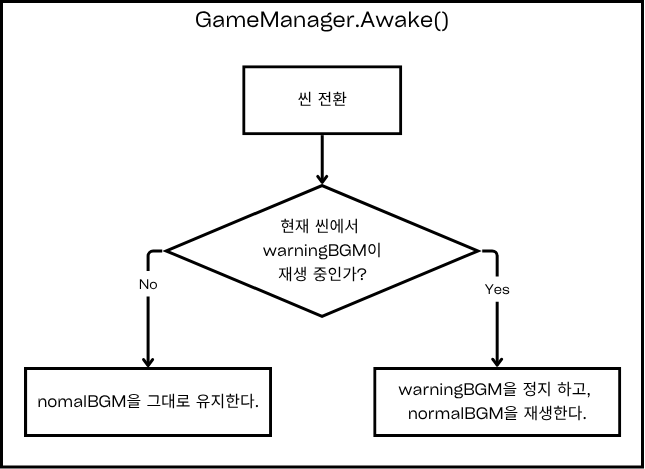 GameManager.Awake()
씬 전환
현재 씬에서
warningBGM이
재생 중인가?
No
Yes
nomalBGM을 그대로 유지한다.
warningBGM을 정지 하고,
normalBGM을 재생한다.